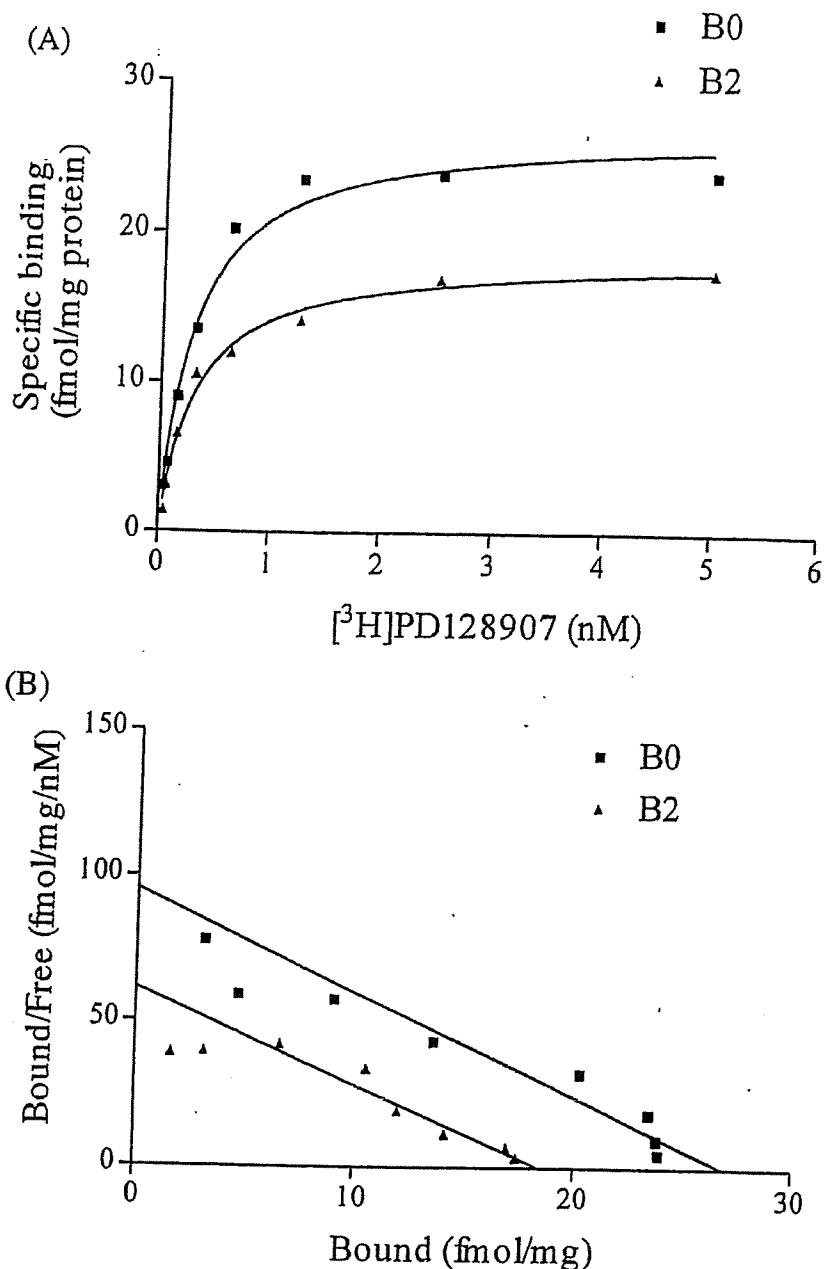 (A)
B0
B2
30
20
10
0
Specific binding
(fmol/mg protein)
0 1 2 3 4 5 6
[³H]PD128907 (nM)
(B)
B0
B2
150
100
50
0
Bound/Free (fmol/mg/nM)
0 10 20 30
Bound (fmol/mg)